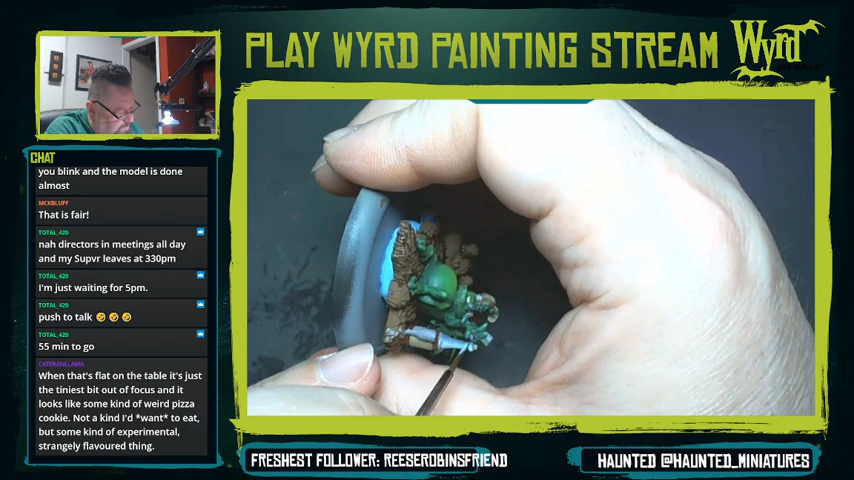 PLAY WYRD PAINTING STREAM
Wyrd
CHAT
you blink and the model is done
almost
MCKBLUFF
That is fair!
TOTAL_420
nah directors in meetings all day
and my Supvr leaves at 330pm
TOTAL_420
I'm just waiting for 5pm.
TOTAL_420
push to talk 🤣 🤣 🤣
TOTAL_420
55 min to go
When that's flat on the table it's just
the tiniest bit out of focus and it
looks like some kind of weird pizza
cookie. Not a kind I'd *want* to eat,
but some kind of experimental,
strangely flavoured thing.
FRESHEST FOLLOWER: REESEROBINSFRIEND
HAUNTED @HAUNTED_MINIATURES